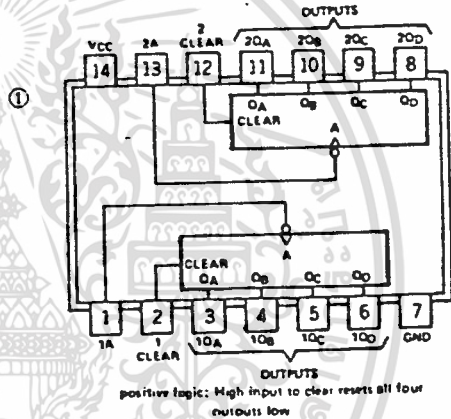 OUTPUTS
VCC 2A 2 CLEAR 2QA 2QB 2QC 2QD
14 13 12 11 10 9 8
①
QA QB QC QD
CLEAR
A
A
CLEAR
QA QB QC QD
1 2 3 4 5 6 7
1A 1 CLEAR 1QA 1QB 1QC 1QD GND
OUTPUTS
positive logic: High input to clear resets all four
outputs low